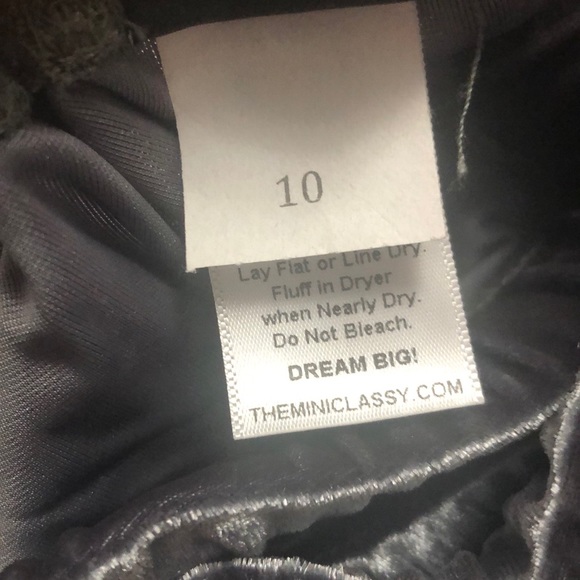 10
Lay Flat or Line Dry.
Fluff in Dryer
when Nearly Dry.
Do Not Bleach.
DREAM BIG!
THEMINICLASSY.COM